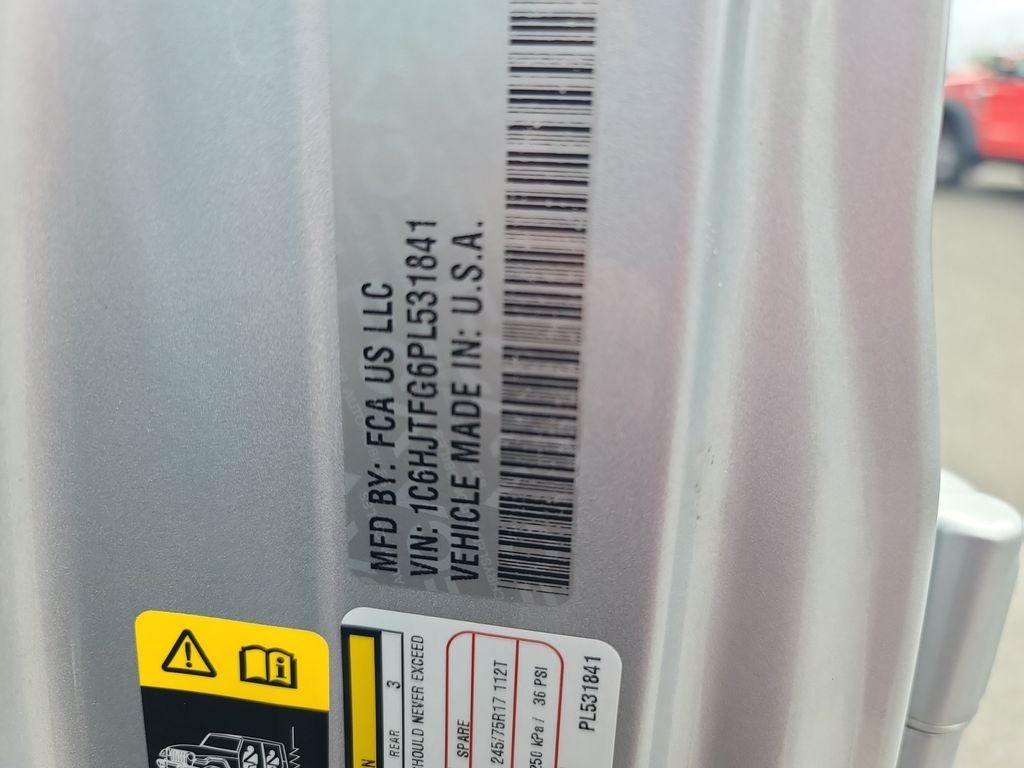 MFD BY: FCA US LLC
VIN: 1C6HJTFG6PL531841
VEHICLE MADE IN: U.S.A.
REAR 3
SHOULD NEVER EXCEED
SPARE
245/75R17 112T
250 kPa / 36 PSI
PL531841